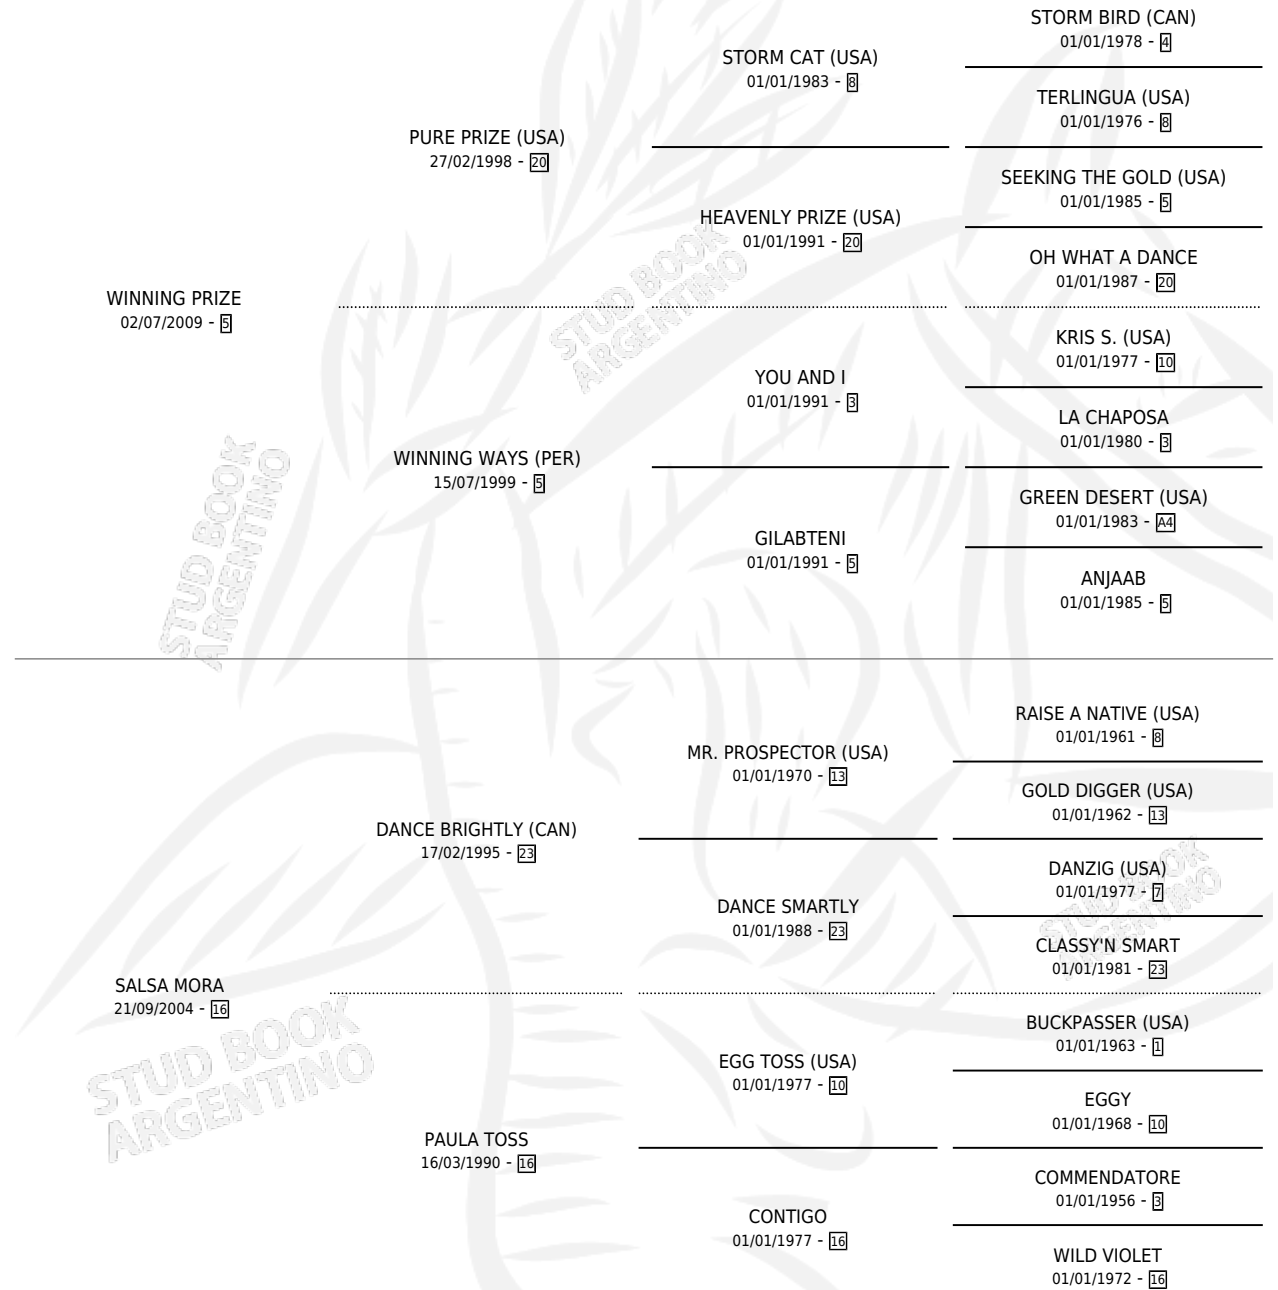 STORM BIRD (CAN)
01/01/1978 - 4
STORM CAT (USA)
01/01/1983 - 8
TERLINGUA (USA)
01/01/1976 - 8
PURE PRIZE (USA)
27/02/1998 - 20
SEEKING THE GOLD (USA)
01/01/1985 - 5
HEAVENLY PRIZE (USA)
01/01/1991 - 20
OH WHAT A DANCE
01/01/1987 - 20
WINNING PRIZE
02/07/2009 - 5
KRIS S. (USA)
01/01/1977 - 10
YOU AND I
01/01/1991 - 3
LA CHAPOSA
01/01/1980 - 3
WINNING WAYS (PER)
15/07/1999 - 5
GREEN DESERT (USA)
01/01/1983 - A4
GILABTENI
01/01/1991 - 5
ANJAAB
01/01/1985 - 5
RAISE A NATIVE (USA)
01/01/1961 - 8
MR. PROSPECTOR (USA)
01/01/1970 - 13
GOLD DIGGER (USA)
01/01/1962 - 13
DANCE BRIGHTLY (CAN)
17/02/1995 - 23
DANZIG (USA)
01/01/1977 - 7
DANCE SMARTLY
01/01/1988 - 23
CLASSY'N SMART
01/01/1981 - 23
SALSA MORA
21/09/2004 - 16
BUCKPASSER (USA)
01/01/1963 - 1
EGG TOSS (USA)
01/01/1977 - 10
EGGY
01/01/1968 - 10
PAULA TOSS
16/03/1990 - 16
COMMENDATORE
01/01/1956 - 3
CONTIGO
01/01/1977 - 16
WILD VIOLET
01/01/1972 - 16
STUD BOOK
ARGENTINO
STUD BOOK
ARGENTINO
STUD BOOK
ARGENTINO
STUD BOOK
ARGENTINO